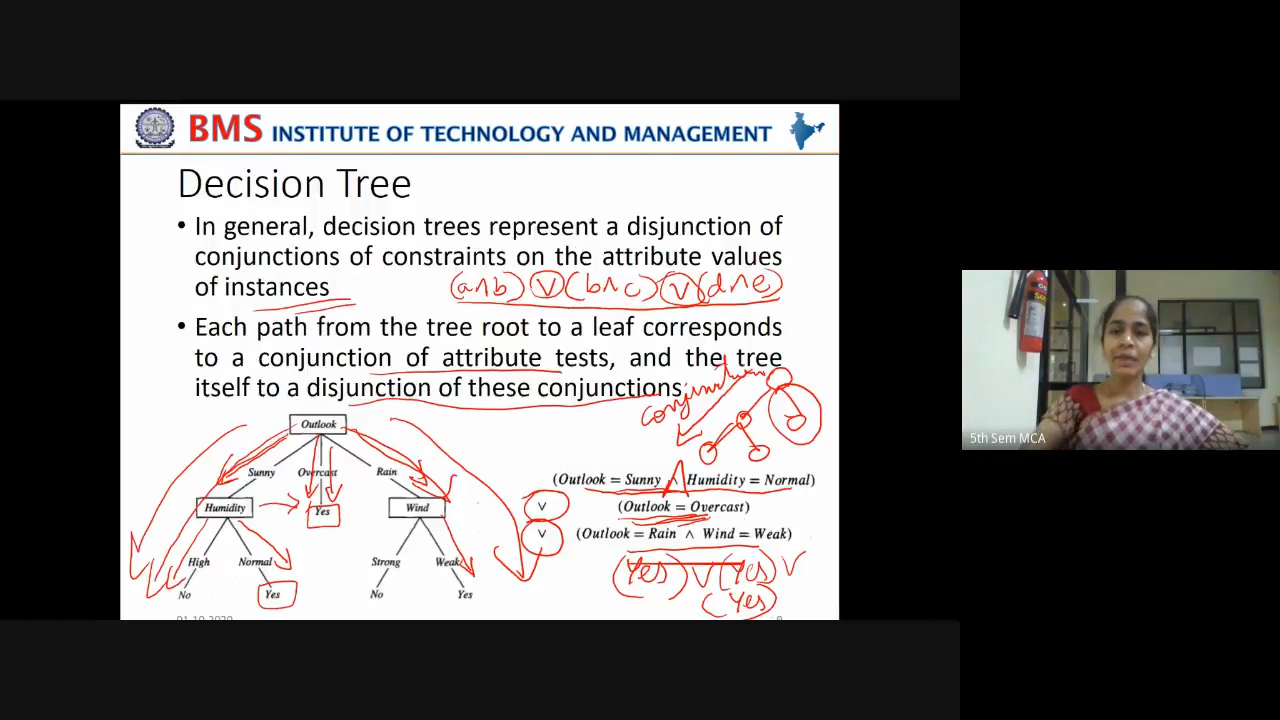 BMS INSTITUTE OF TECHNOLOGY AND MANAGEMENT
Decision Tree
• In general, decision trees represent a disjunction of
conjunctions of constraints on the attribute values
of instances
(a∧b) ∨ (b∧c) ∨ (d∧e)
• Each path from the tree root to a leaf corresponds
to a conjunction of attribute tests, and the tree
itself to a disjunction of these conjunctions
conjunction
Outlook
Sunny Overcast Rain
Humidity Yes Wind
High Normal Strong Weak
No Yes No Yes
(Outlook = Sunny ∧ Humidity = Normal)
∨ (Outlook = Overcast)
∨ (Outlook = Rain ∧ Wind = Weak)
(Yes) ∨ (Yes) ∨
(Yes)
5th Sem MCA